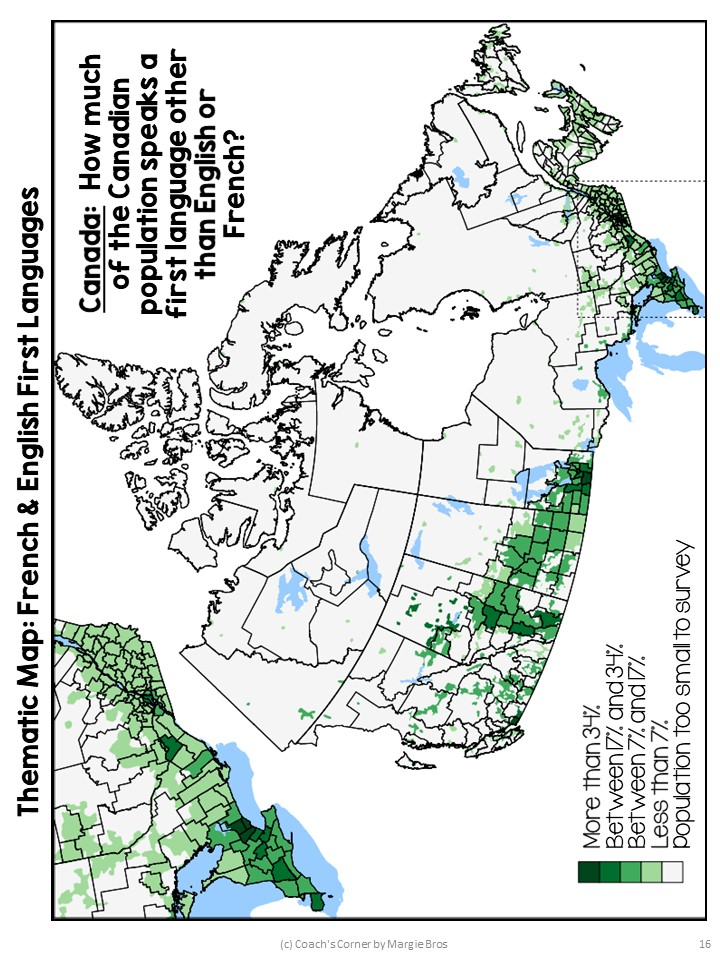 Thematic Map: French & English First Languages
Canada: How much
of the Canadian
population speaks a
first language other
than English or
French?
More than 34%
Between 17% and 34%
Between 7% and 17%
Less than 7%
population too small to survey
(c) Coach's Corner by Margie Bros
16